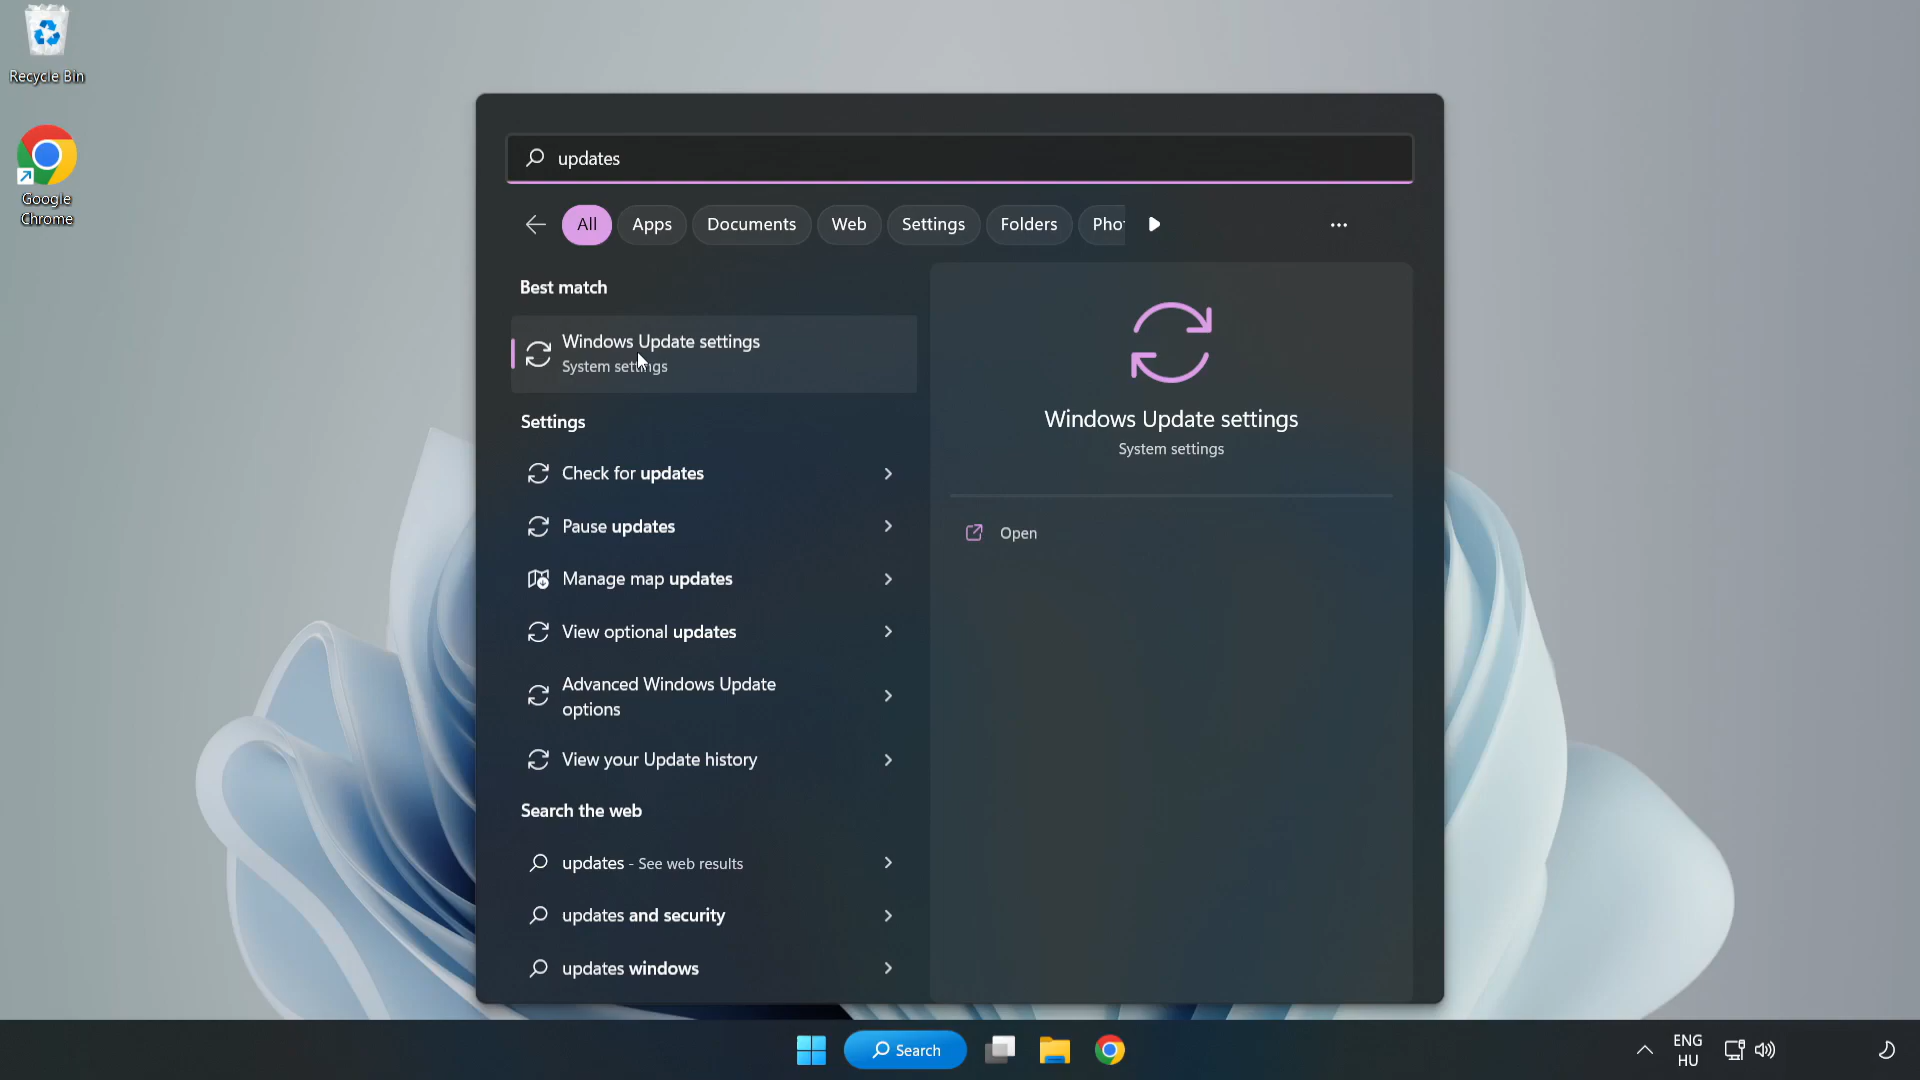 Recycle Bin
Google
Chrome
updates
All
Apps
Documents
Web
Settings
Folders
Pho
Best match
Windows Update settings
System settings
Settings
Check for updates
Pause updates
Manage map updates
View optional updates
Advanced Windows Update
options
View your Update history
Search the web
updates - See web results
updates and security
updates windows
Windows Update settings
System settings
Open
Search
ENG
HU